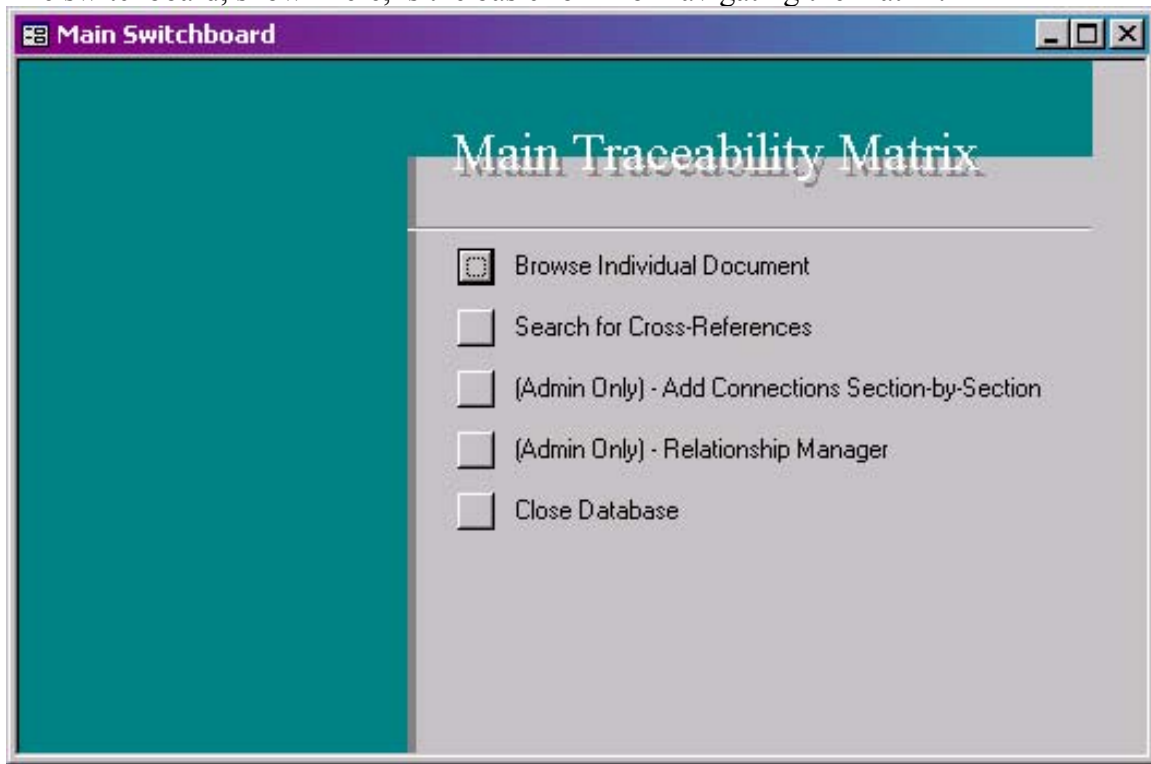 Main Switchboard
Main Traceability Matrix
Browse Individual Document
Search for Cross-References
(Admin Only) - Add Connections Section-by-Section
(Admin Only) - Relationship Manager
Close Database